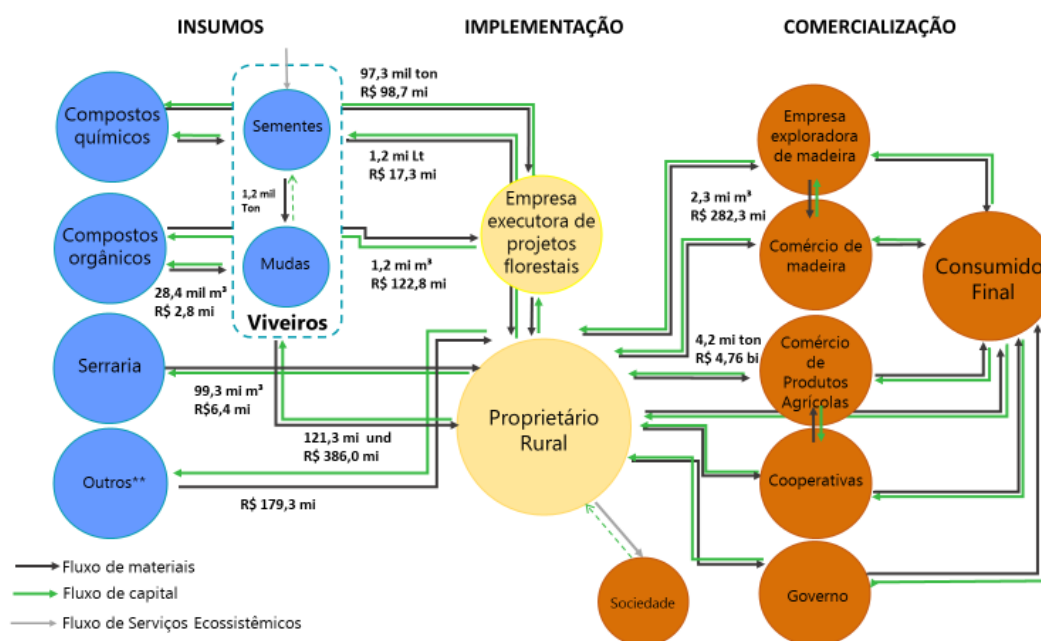 INSUMOS
IMPLEMENTAÇÃO
COMERCIALIZAÇÃO
Compostos
químicos
Sementes
97,3 mil ton
R$ 98,7 mi
1,2 mi Lt
R$ 17,3 mi
1,2 mil
Ton
Compostos
orgânicos
Mudas
28,4 mil m³
R$ 2,8 mi
Viveiros
1,2 mi m³
R$ 122,8 mi
Empresa
executora de
projetos
florestais
Empresa
exploradora
de madeira
2,3 mi m³
R$ 282,3 mi
Comércio de
madeira
Consumido
Final
Serraria
99,3 mi m³
R$6,4 mi
4,2 mi ton
R$ 4,76 bi
Comércio
de
Produtos
Agrícolas
Proprietário
Rural
121,3 mi und
R$ 386,0 mi
Outros**
R$ 179,3 mi
Cooperativas
Sociedade
Governo
Fluxo de materiais
Fluxo de capital
Fluxo de Serviços Ecossistêmicos